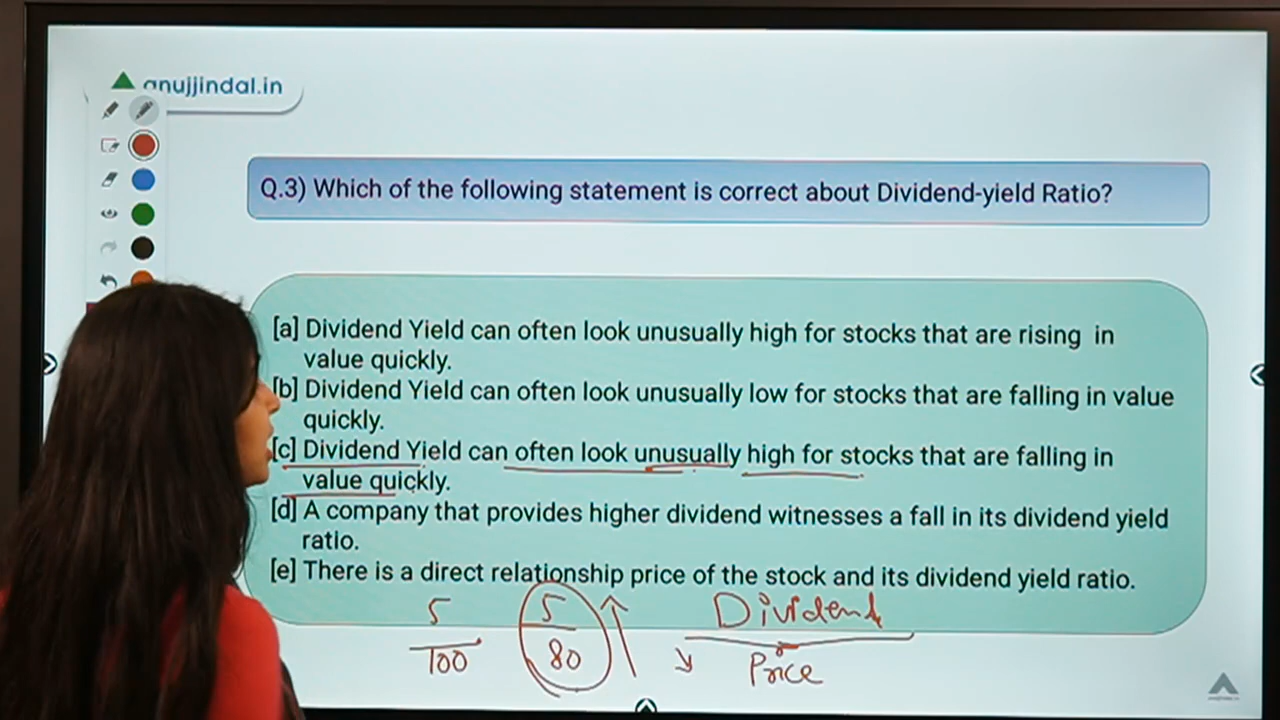 anujjindal.in
Q.3) Which of the following statement is correct about Dividend-yield Ratio?
[a] Dividend Yield can often look unusually high for stocks that are rising in
value quickly.
[b] Dividend Yield can often look unusually low for stocks that are falling in value
quickly.
[c] Dividend Yield can often look unusually high for stocks that are falling in
value quickly.
[d] A company that provides higher dividend witnesses a fall in its dividend yield
ratio.
[e] There is a direct relationship price of the stock and its dividend yield ratio.
5 5 Dividend
100 80 Price